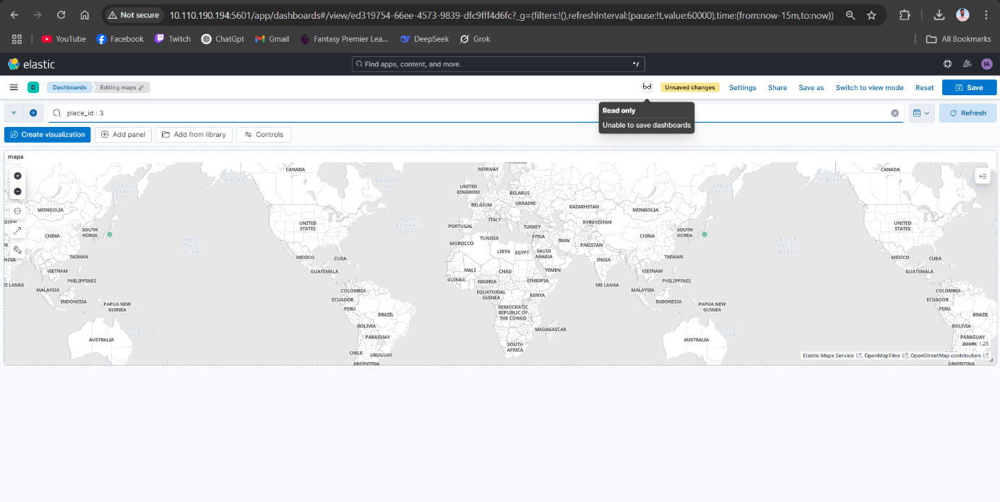 Not secure
10.110.190.194:5601/app/dashboards#/view/ed319754-66ee-4573-9839-dfc9fff4d6fc?_g=(filters:!(),refreshInterval:(pause:!t,value:60000),time:(from:now-15m,to:now))
YouTube
Facebook
Twitch
ChatGpt
Gmail
Fantasy Premier Lea...
DeepSeek
Grok
All Bookmarks
elastic
Find apps, content, and more.
^/
IA
D
Dashboards
Editing maps
Unsaved changes
Settings
Share
Save as
Switch to view mode
Reset
Save
place_id : 3
Refresh
Read only
Unable to save dashboards
Create visualization
Add panel
Add from library
Controls
maps
Sea of
Okhotsk
MONGOLIA
CHINA
SOUTH
KOREA
TAIWAN
VIETNAM
PHILIPPINES
SRI LANKA
MALAYSIA
INDONESIA
PAPUA NEW
GUINEA
Coral
Sea
AUSTRALIA
North
Pacific
Ocean
Gulf of
Alaska
CANADA
Labrador
Sea
UNITED
STATES
MEXICO
CUBA
GUATEMALA
COLOMBIA
ECUADOR
PERU
BRAZIL
BOLIVIA
PARAGUAY
CHILE
URUGUAY
ARGENTINA
North
Atlantic
Ocean
NORWAY
FINLAND
UNITED
KINGDOM
BELARUS
BELGIUM
UKRAINE
ITALY
PORTUGAL
TURKEY
TUNISIA
SYRIA
MOROCCO
LIBYA
EGYPT
SAUDI
ARABIA
IRAN
KAZAKHSTAN
KYRGYZSTAN
PAKISTAN
INDIA
MALI
CHAD
YEMEN
GUINEA
NIGERIA
ETHIOPIA
EQUATORIAL
GUINEA
KENYA
DEMOCRATIC
REPUBLIC OF
THE CONGO
MADAGASCAR
SOUTH
AFRICA
SRI LANKA
MONGOLIA
CHINA
SOUTH
KOREA
TAIWAN
VIETNAM
PHILIPPINES
MALAYSIA
INDONESIA
PAPUA NEW
GUINEA
Coral
Sea
AUSTRALIA
Sea of
Okhotsk
North
Pacific
Ocean
Gulf of
Alaska
CANADA
UNITED
STATES
MEXICO
CUBA
GUATEMALA
COLOMBIA
ECUADOR
PERU
BRAZIL
BOLIVIA
PARAGUAY
ARGENTINA
zoom: 1.25
Elastic Maps Service , OpenMapTiles , OpenStreetMap contributors